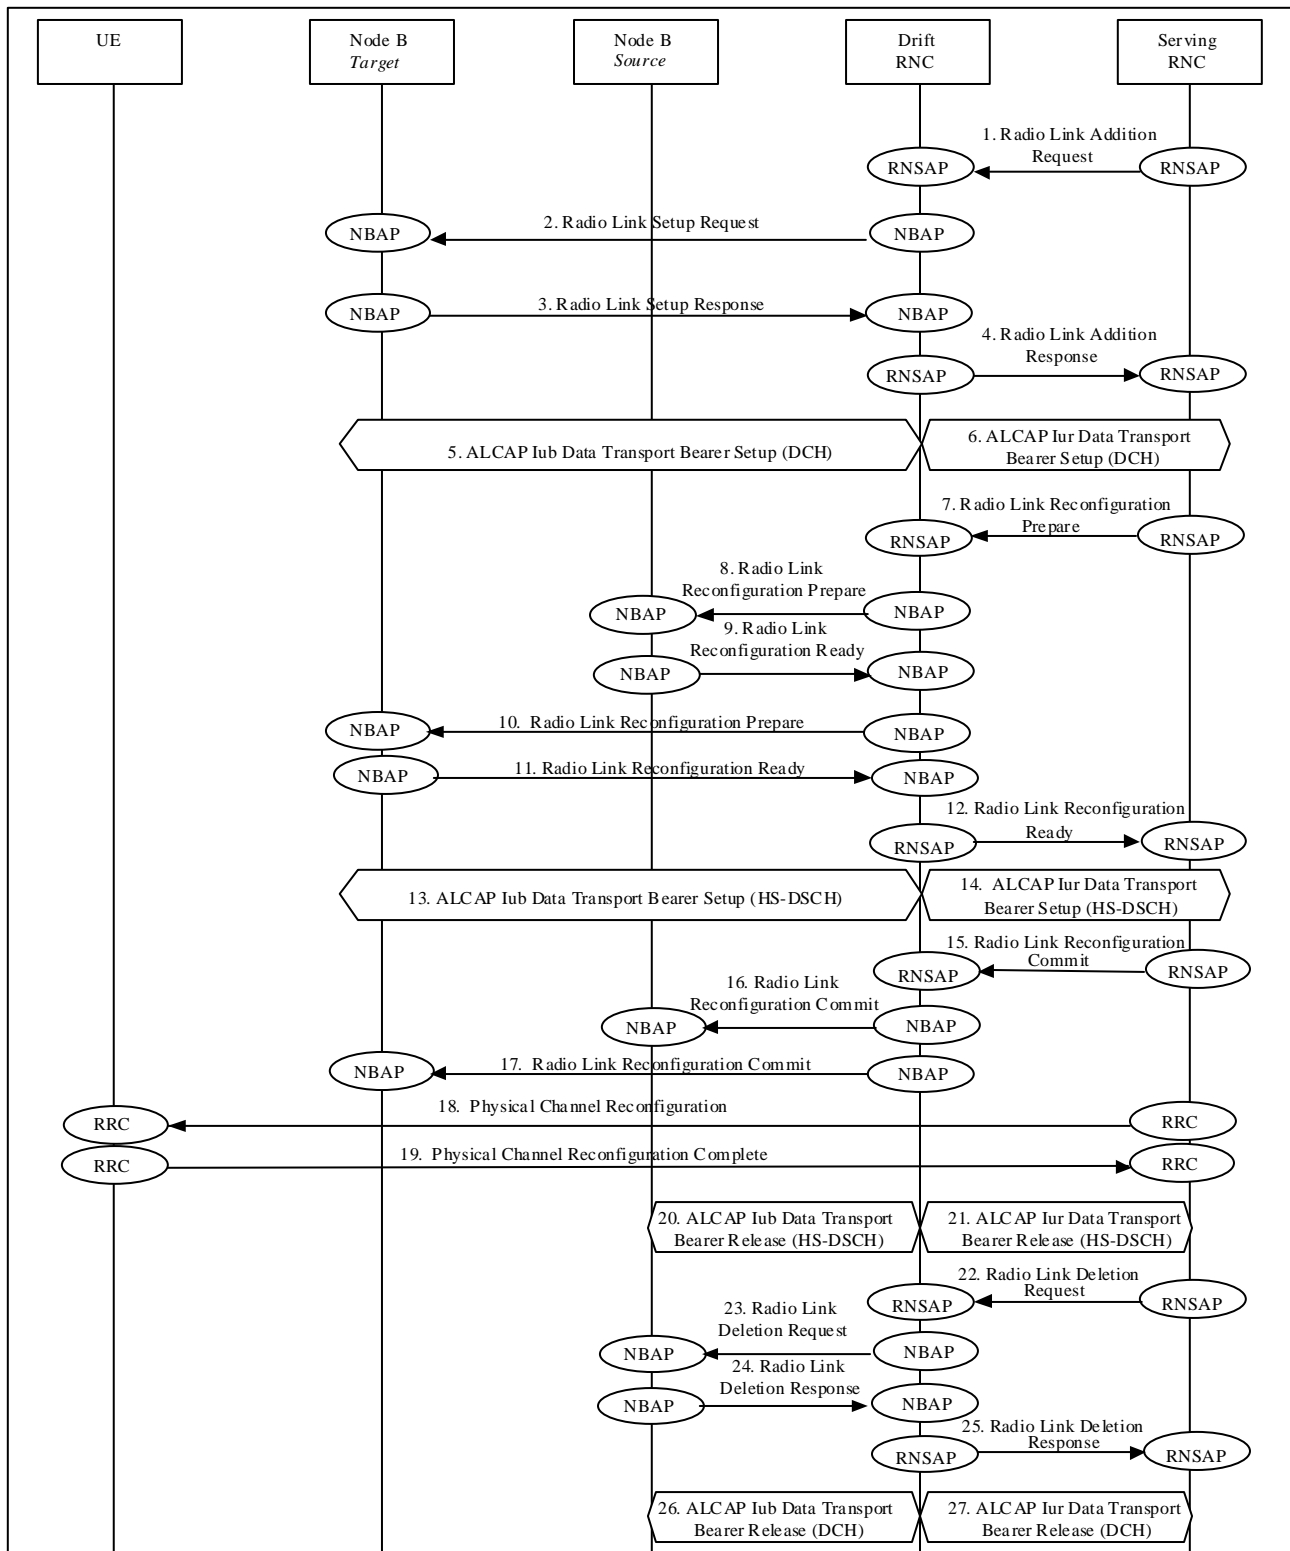 UE
Node B
Target
Node B
Source
Drift
RNC
Serving
RNC
1. Radio Link Addition
Request
RNSAP
RNSAP
2. Radio Link Setup Request
NBAP
NBAP
3. Radio Link Setup Response
NBAP
NBAP
4. Radio Link Addition
Response
RNSAP
RNSAP
5. ALCAP Iub Data Transport Bearer Setup (DCH)
6. ALCAP Iur Data Transport
Bearer Setup (DCH)
7. Radio Link Reconfiguration
Prepare
RNSAP
RNSAP
8. Radio Link
Reconfiguration Prepare
NBAP
NBAP
9. Radio Link
Reconfiguration Ready
NBAP
NBAP
10. Radio Link Reconfiguration Prepare
NBAP
NBAP
11. Radio Link Reconfiguration Ready
NBAP
NBAP
12. Radio Link Reconfiguration
Ready
RNSAP
RNSAP
13. ALCAP Iub Data Transport Bearer Setup (HS-DSCH)
14. ALCAP Iur Data Transport
Bearer Setup (HS-DSCH)
15. Radio Link Reconfiguration
Commit
RNSAP
RNSAP
16. Radio Link
Reconfiguration Commit
NBAP
NBAP
17. Radio Link Reconfiguration Commit
NBAP
NBAP
18. Physical Channel Reconfiguration
RRC
RRC
19. Physical Channel Reconfiguration Complete
RRC
RRC
20. ALCAP Iub Data Transport
Bearer Release (HS-DSCH)
21. ALCAP Iur Data Transport
Bearer Release (HS-DSCH)
22. Radio Link Deletion
Request
RNSAP
RNSAP
23. Radio Link
Deletion Request
NBAP
NBAP
24. Radio Link
Deletion Response
NBAP
NBAP
25. Radio Link Deletion
Response
RNSAP
RNSAP
26. ALCAP Iub Data Transport
Bearer Release (DCH)
27. ALCAP Iur Data Transport
Bearer Release (DCH)